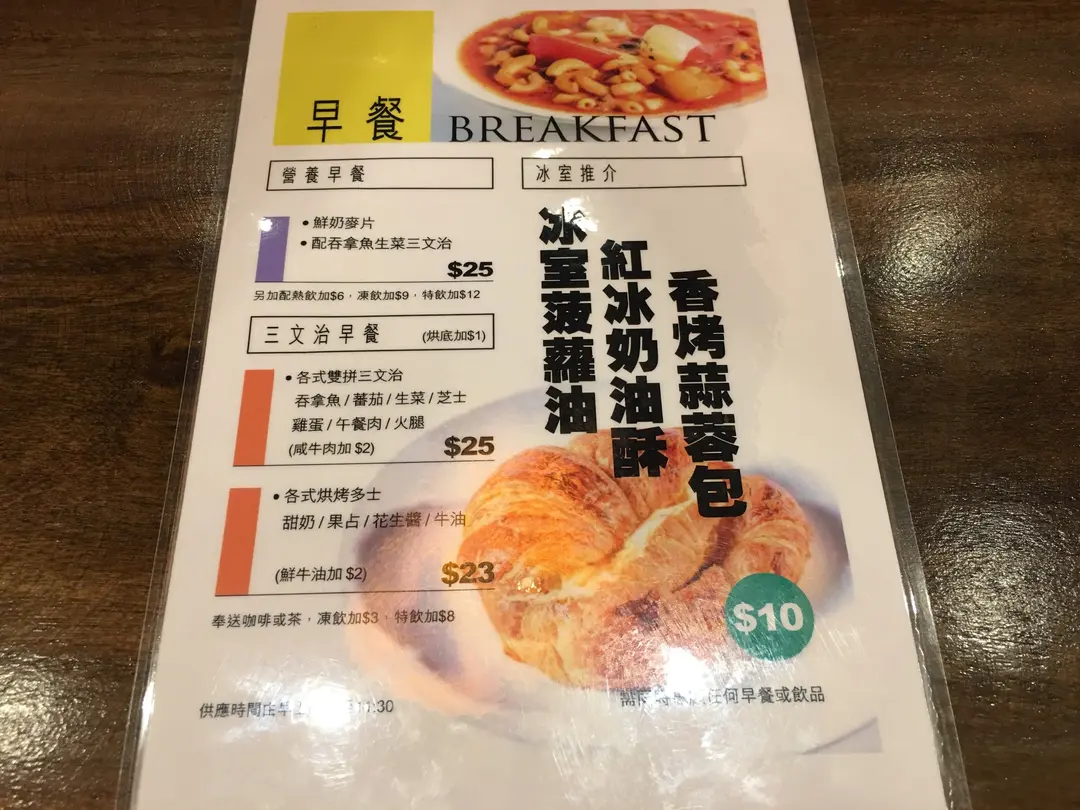 早餐 BREAKFAST
營養早餐
• 鮮奶麥片
• 配吞拿魚生菜三文治
$25
另加配熱飲加$6，凍飲加$9，特飲加$12
三文治早餐 (烘底加$1)
• 各式雙拼三文治
吞拿魚 / 蕃茄 / 生菜 / 芝士
雞蛋 / 午餐肉 / 火腿
(咸牛肉加 $2) $25
• 各式烘烤多士
甜奶 / 果占 / 花生醬 / 牛油
(鮮牛油加 $2) $23
奉送咖啡或茶，凍飲加$3，特飲加$8
供應時間由早 11:30
冰室推介
冰室菠蘿油
紅冰奶油酥
香烤蒜蓉包
$10
任何早餐或飲品